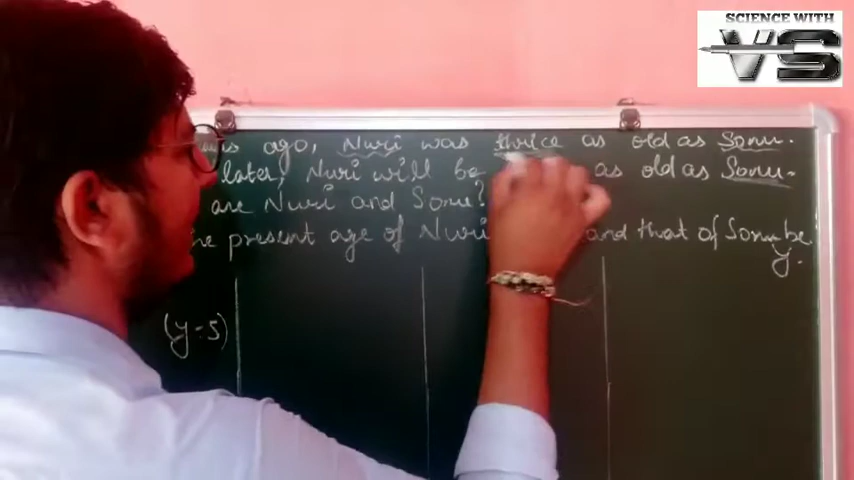 SCIENCE WITH
VS
ago, Nuri was thrice as old as Sonu.
later, Nuri will be as old as Sonu.
are Nuri and Sonu?
present age of Nuri and that of Sonu be
y.
(y-5)